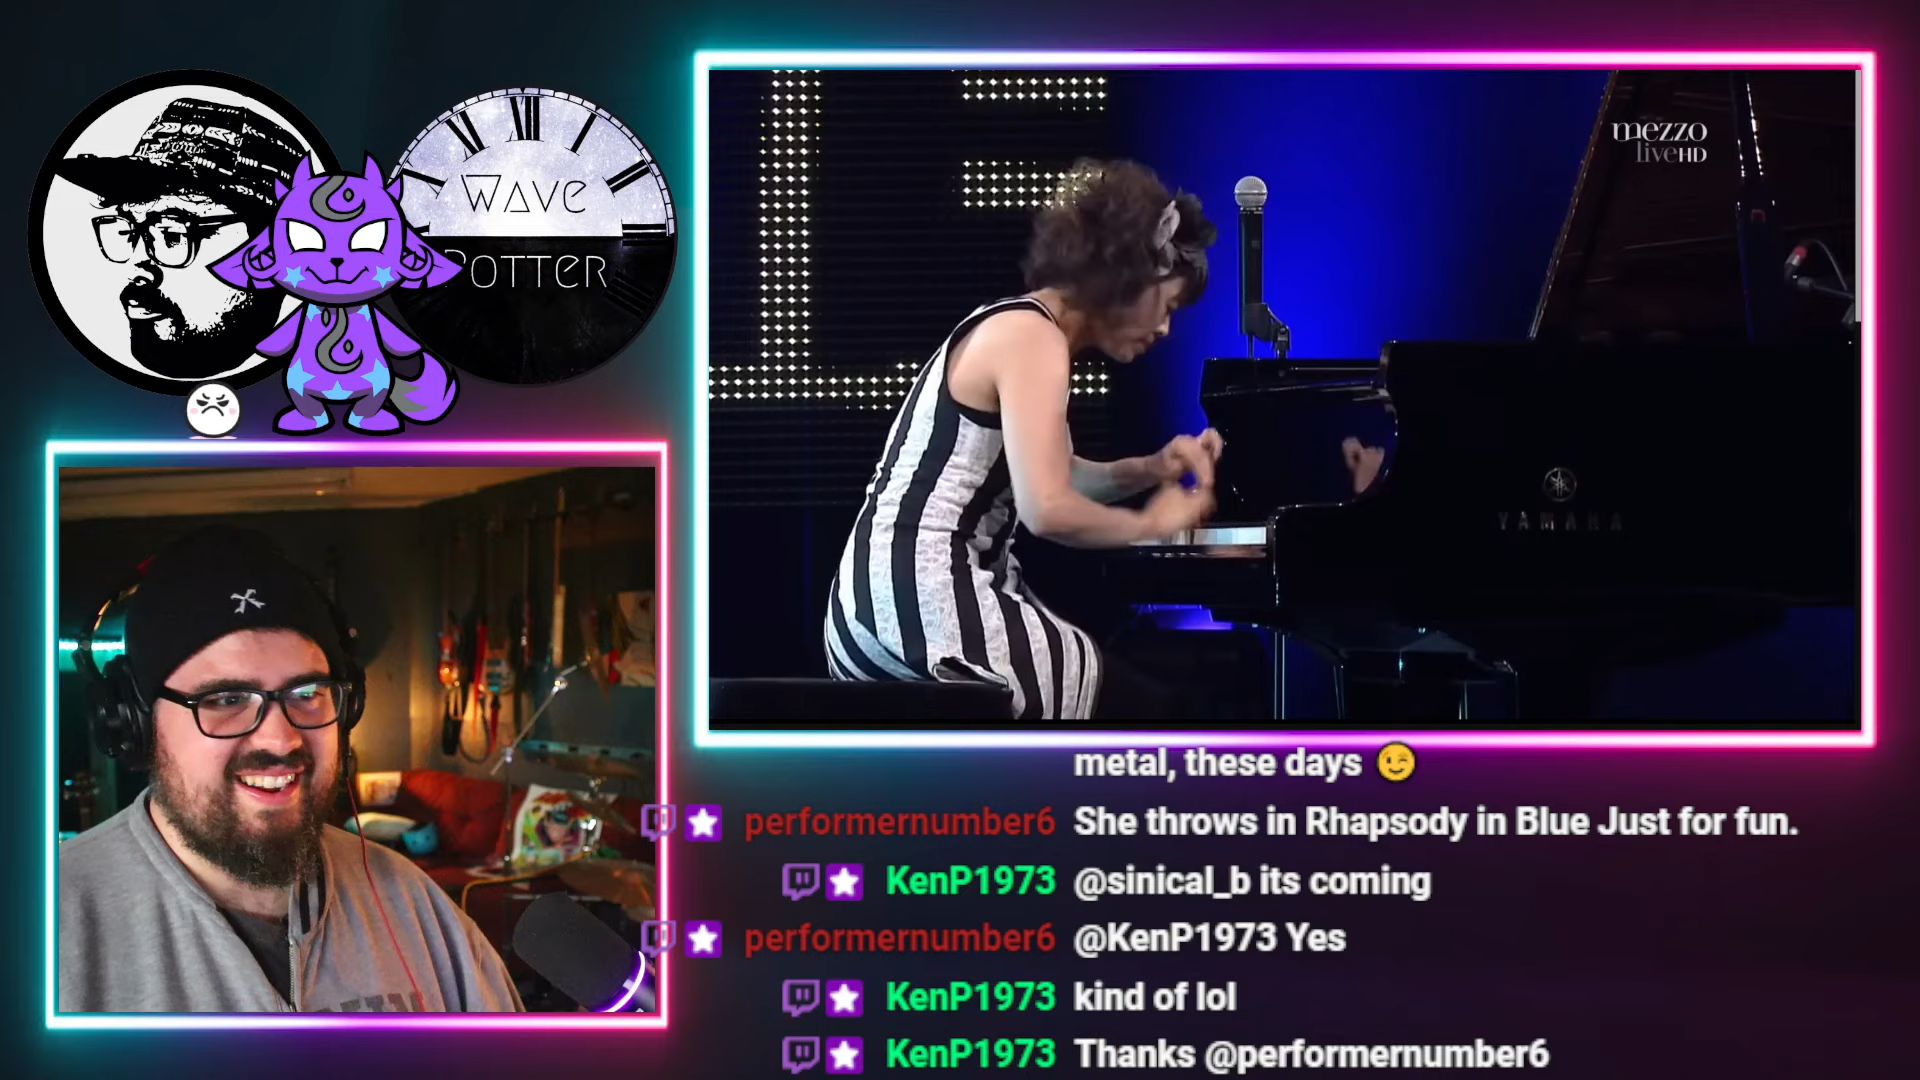 WAVE
POTTER
mezzo
liveHD
YAMAHA
metal, these days 😉
performernumber6 She throws in Rhapsody in Blue Just for fun.
KenP1973 @sinical_b its coming
performernumber6 @KenP1973 Yes
KenP1973 kind of lol
KenP1973 Thanks @performernumber6